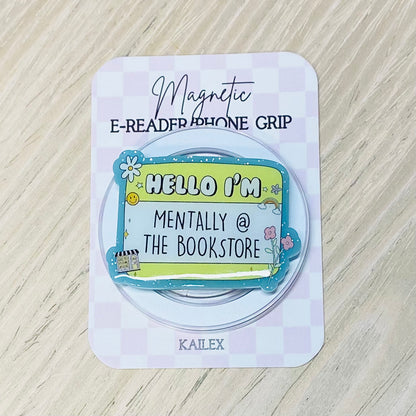 Magnetic
E-READER/PHONE GRIP
HELLO I'M
MENTALLY @
THE BOOKSTORE
KAILEX